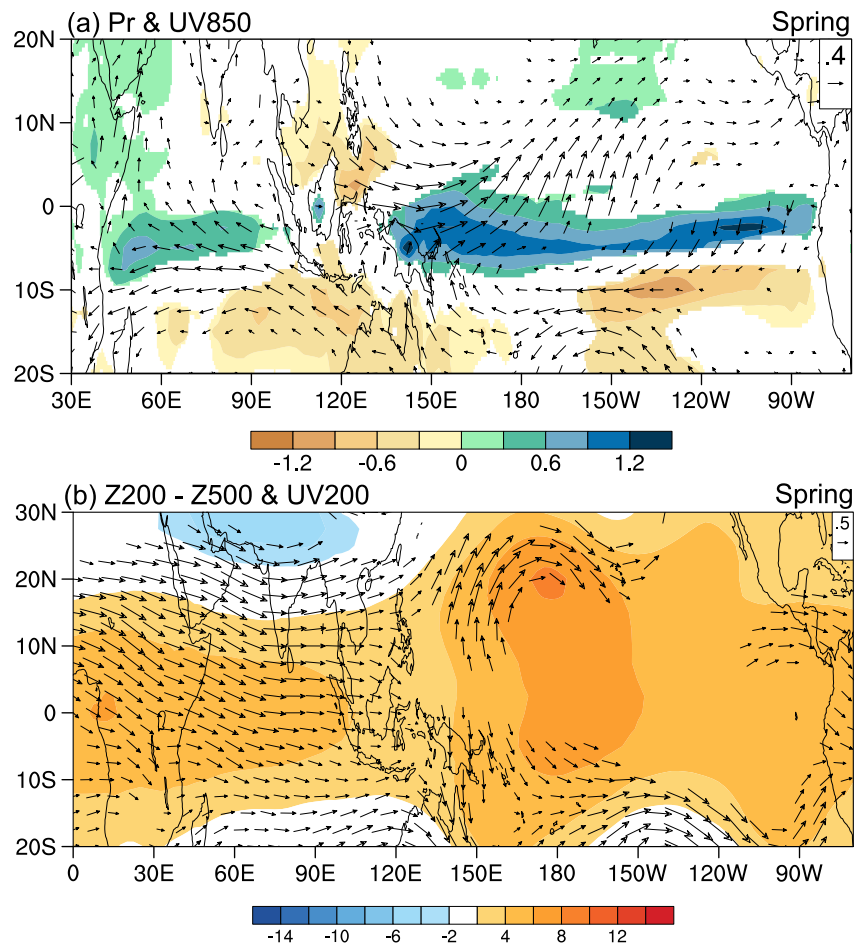 (a) Pr & UV850 Spring
20N
.4
10N
0
10S
20S
30E 60E 90E 120E 150E 180 150W 120W 90W
-1.2 -0.6 0 0.6 1.2
(b) Z200 - Z500 & UV200 Spring
30N
.5
20N
10N
0
10S
20S
0 30E 60E 90E 120E 150E 180 150W 120W 90W
-14 -10 -6 -2 4 8 12